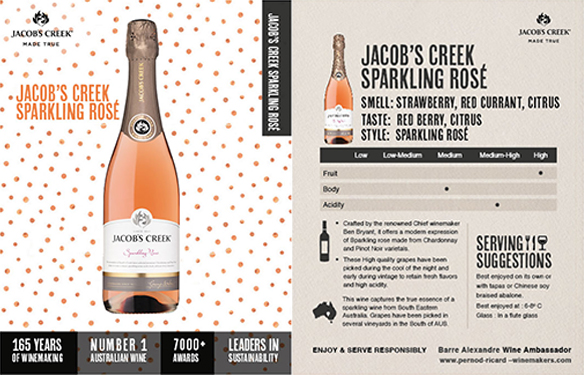 JACOB'S CREEK
MADE TRUE
JACOB'S CREEK
SPARKLING ROSÉ
JACOB'S CREEK SPARKLING ROSÉ
JACOB'S CREEK
Sparkling Rosé
165 YEARS
OF WINEMAKING
NUMBER 1
AUSTRALIAN WINE
7000+
AWARDS
LEADERS IN
SUSTAINABILITY
JACOB'S CREEK
MADE TRUE
JACOB'S CREEK
SPARKLING ROSÉ
SMELL: STRAWBERRY, RED CURRANT, CITRUS
TASTE: RED BERRY, CITRUS
STYLE: SPARKLING ROSÉ
Low Low-Medium Medium Medium-High High
Fruit
Body
Acidity
• Crafted by the renowned Chief winemaker
Ben Bryant, it offers a modern expression
of Sparkling rose made from Chardonnay
and Pinot Noir varietals.
• These High quality grapes have been
picked during the cool of the night and
early during vintage to retain fresh flavors
and high acidity.
This wine captures the true essence of a
sparkling wine from South Eastern
Australia. Grapes have been picked in
several vineyards in the South of AUS.
SERVING
SUGGESTIONS
Best enjoyed on its own or
with tapas or Chinese soy
braised abalone.
Best enjoyed at : 6-8º C
Glass : In a flute glass
ENJOY & SERVE RESPONSIBLY
Barre Alexandre Wine Ambassador
www.pernod-ricard –winemakers.com